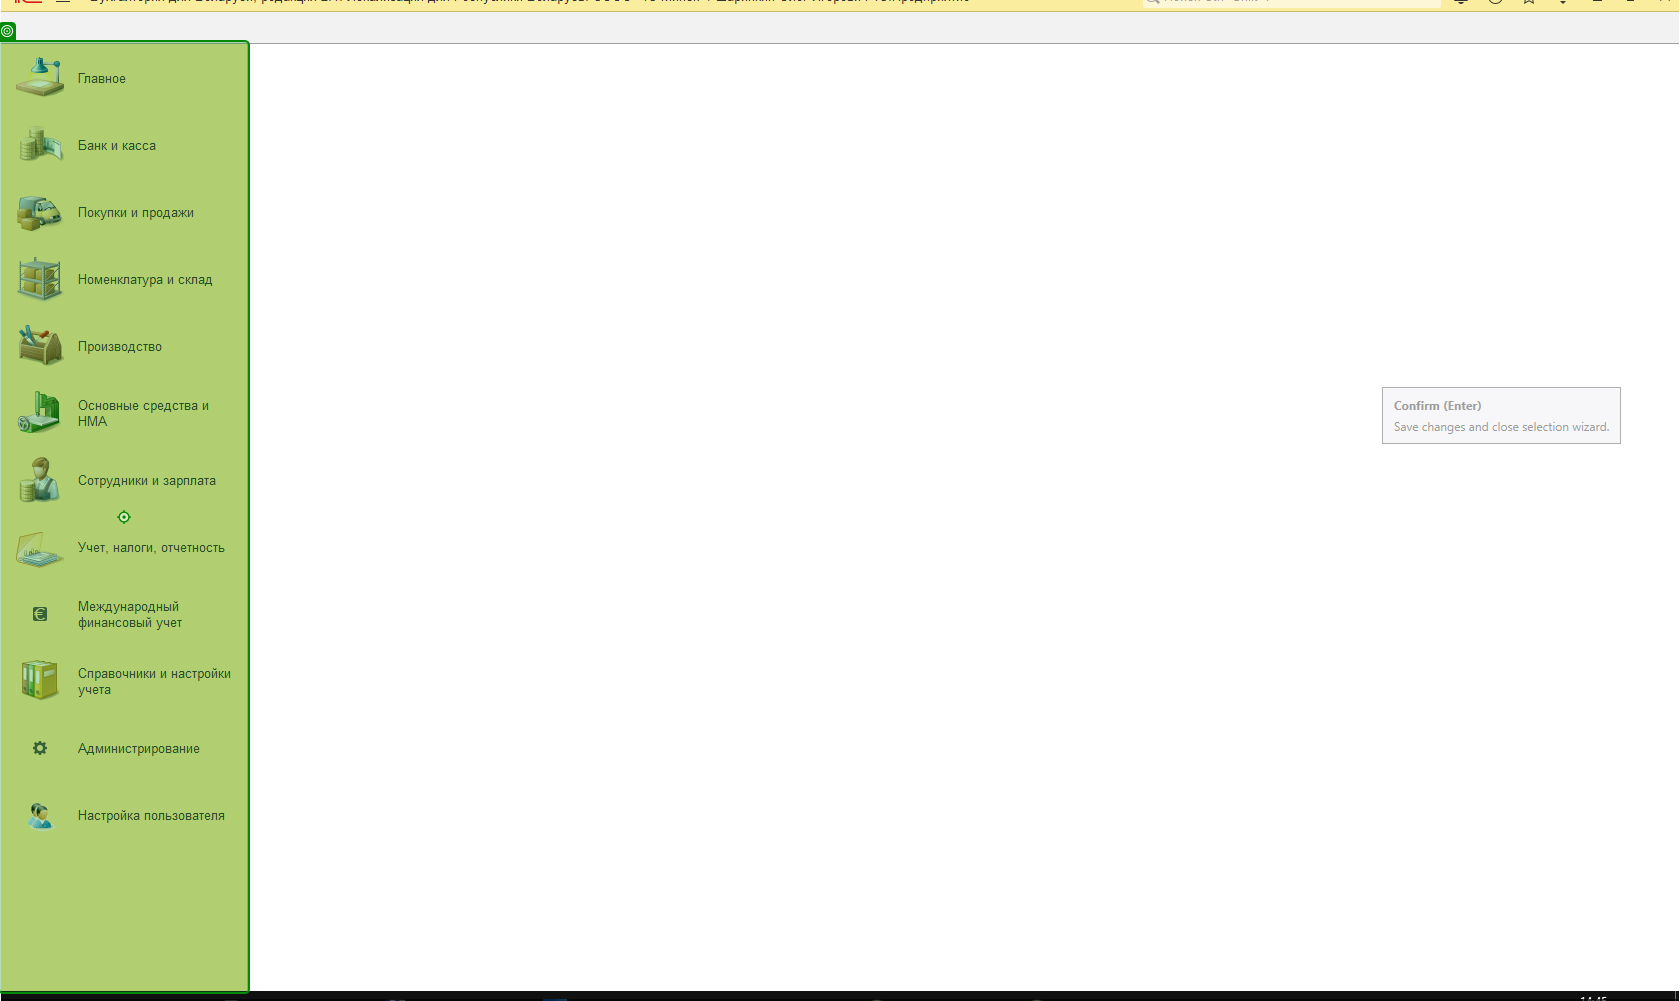 Главное
Банк и касса
Покупки и продажи
Номенклатура и склад
Производство
Основные средства и
НМА
Confirm (Enter)
Save changes and close selection wizard.
Сотрудники и зарплата
Учет, налоги, отчетность
Международный
финансовый учет
Справочники и настройки
учета
Администрирование
Настройка пользователя